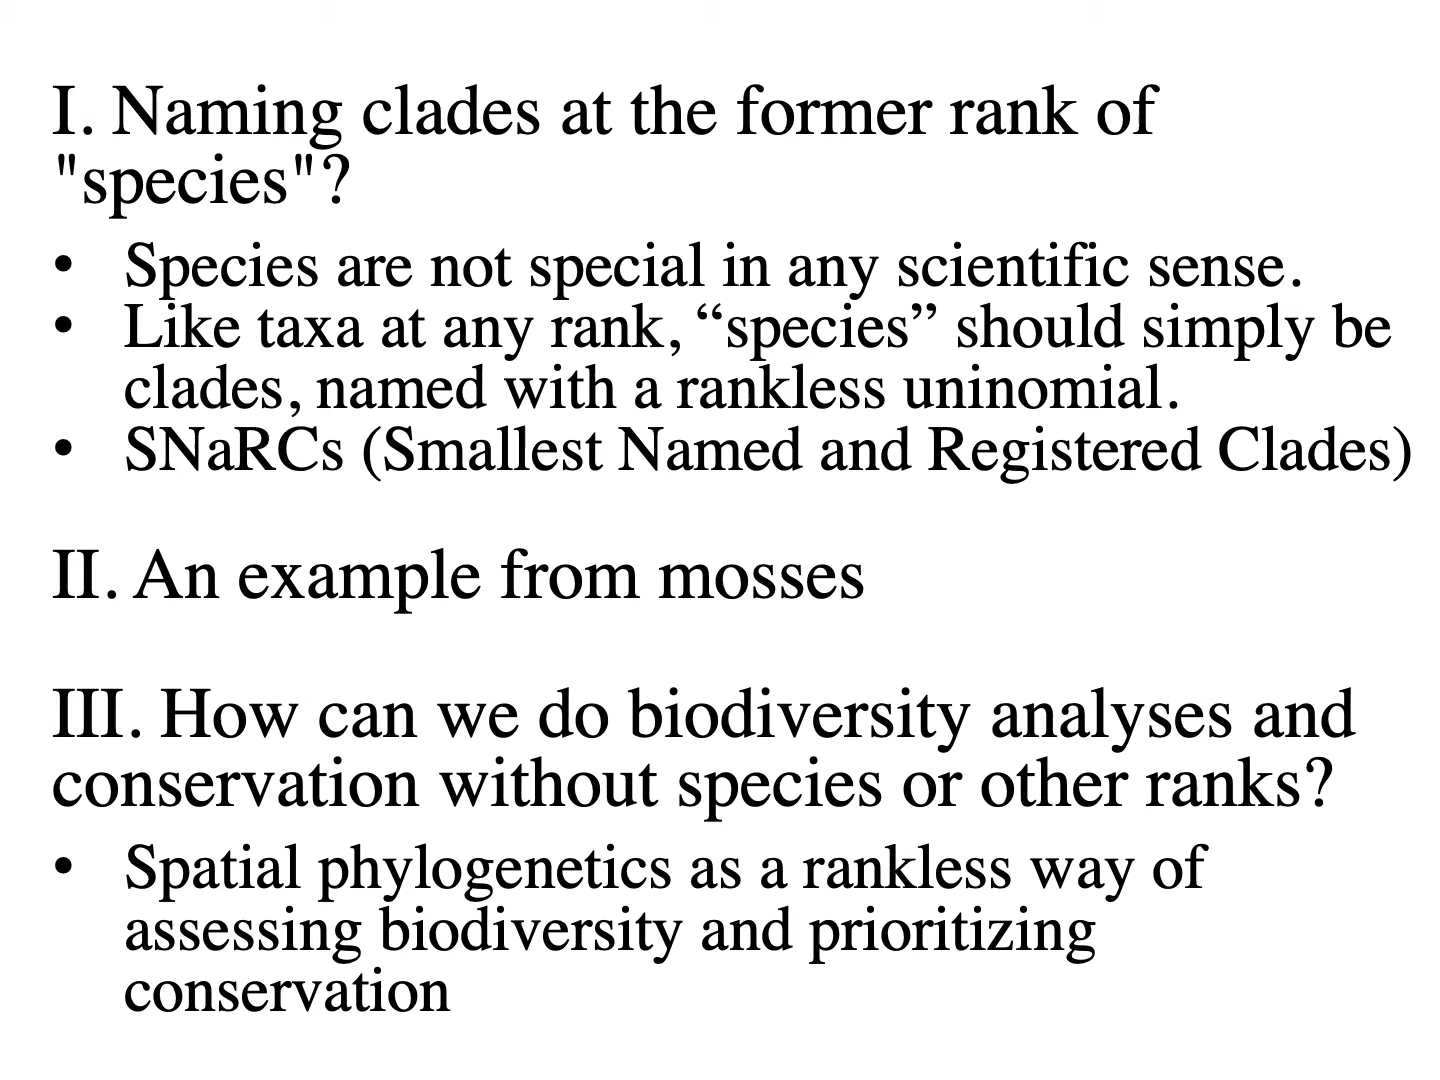 I. Naming clades at the former rank of
"species"?
• Species are not special in any scientific sense.
• Like taxa at any rank, “species” should simply be
clades, named with a rankless uninomial.
• SNaRCs (Smallest Named and Registered Clades)
II. An example from mosses
III. How can we do biodiversity analyses and
conservation without species or other ranks?
• Spatial phylogenetics as a rankless way of
assessing biodiversity and prioritizing
conservation